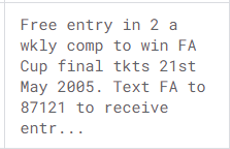 Free entry in 2 a
wkly comp to win FA
Cup final tkts 21st
May 2005. Text FA to
87121 to receive
entr...